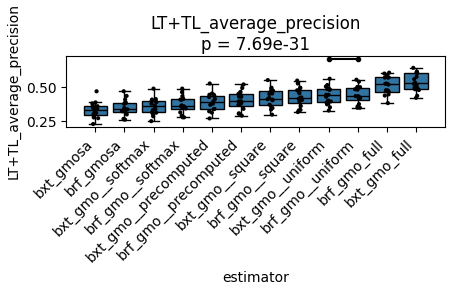 LT+TL_average_precision
p = 7.69e-31
LT+TL_average_precision
0.50
0.25
bxt_gmosa
brf_gmosa
bxt_gmo__softmax
brf_gmo__softmax
bxt_gmo__precomputed
brf_gmo__precomputed
bxt_gmo__square
brf_gmo__square
bxt_gmo__uniform
brf_gmo__uniform
brf_gmo_full
bxt_gmo_full
estimator